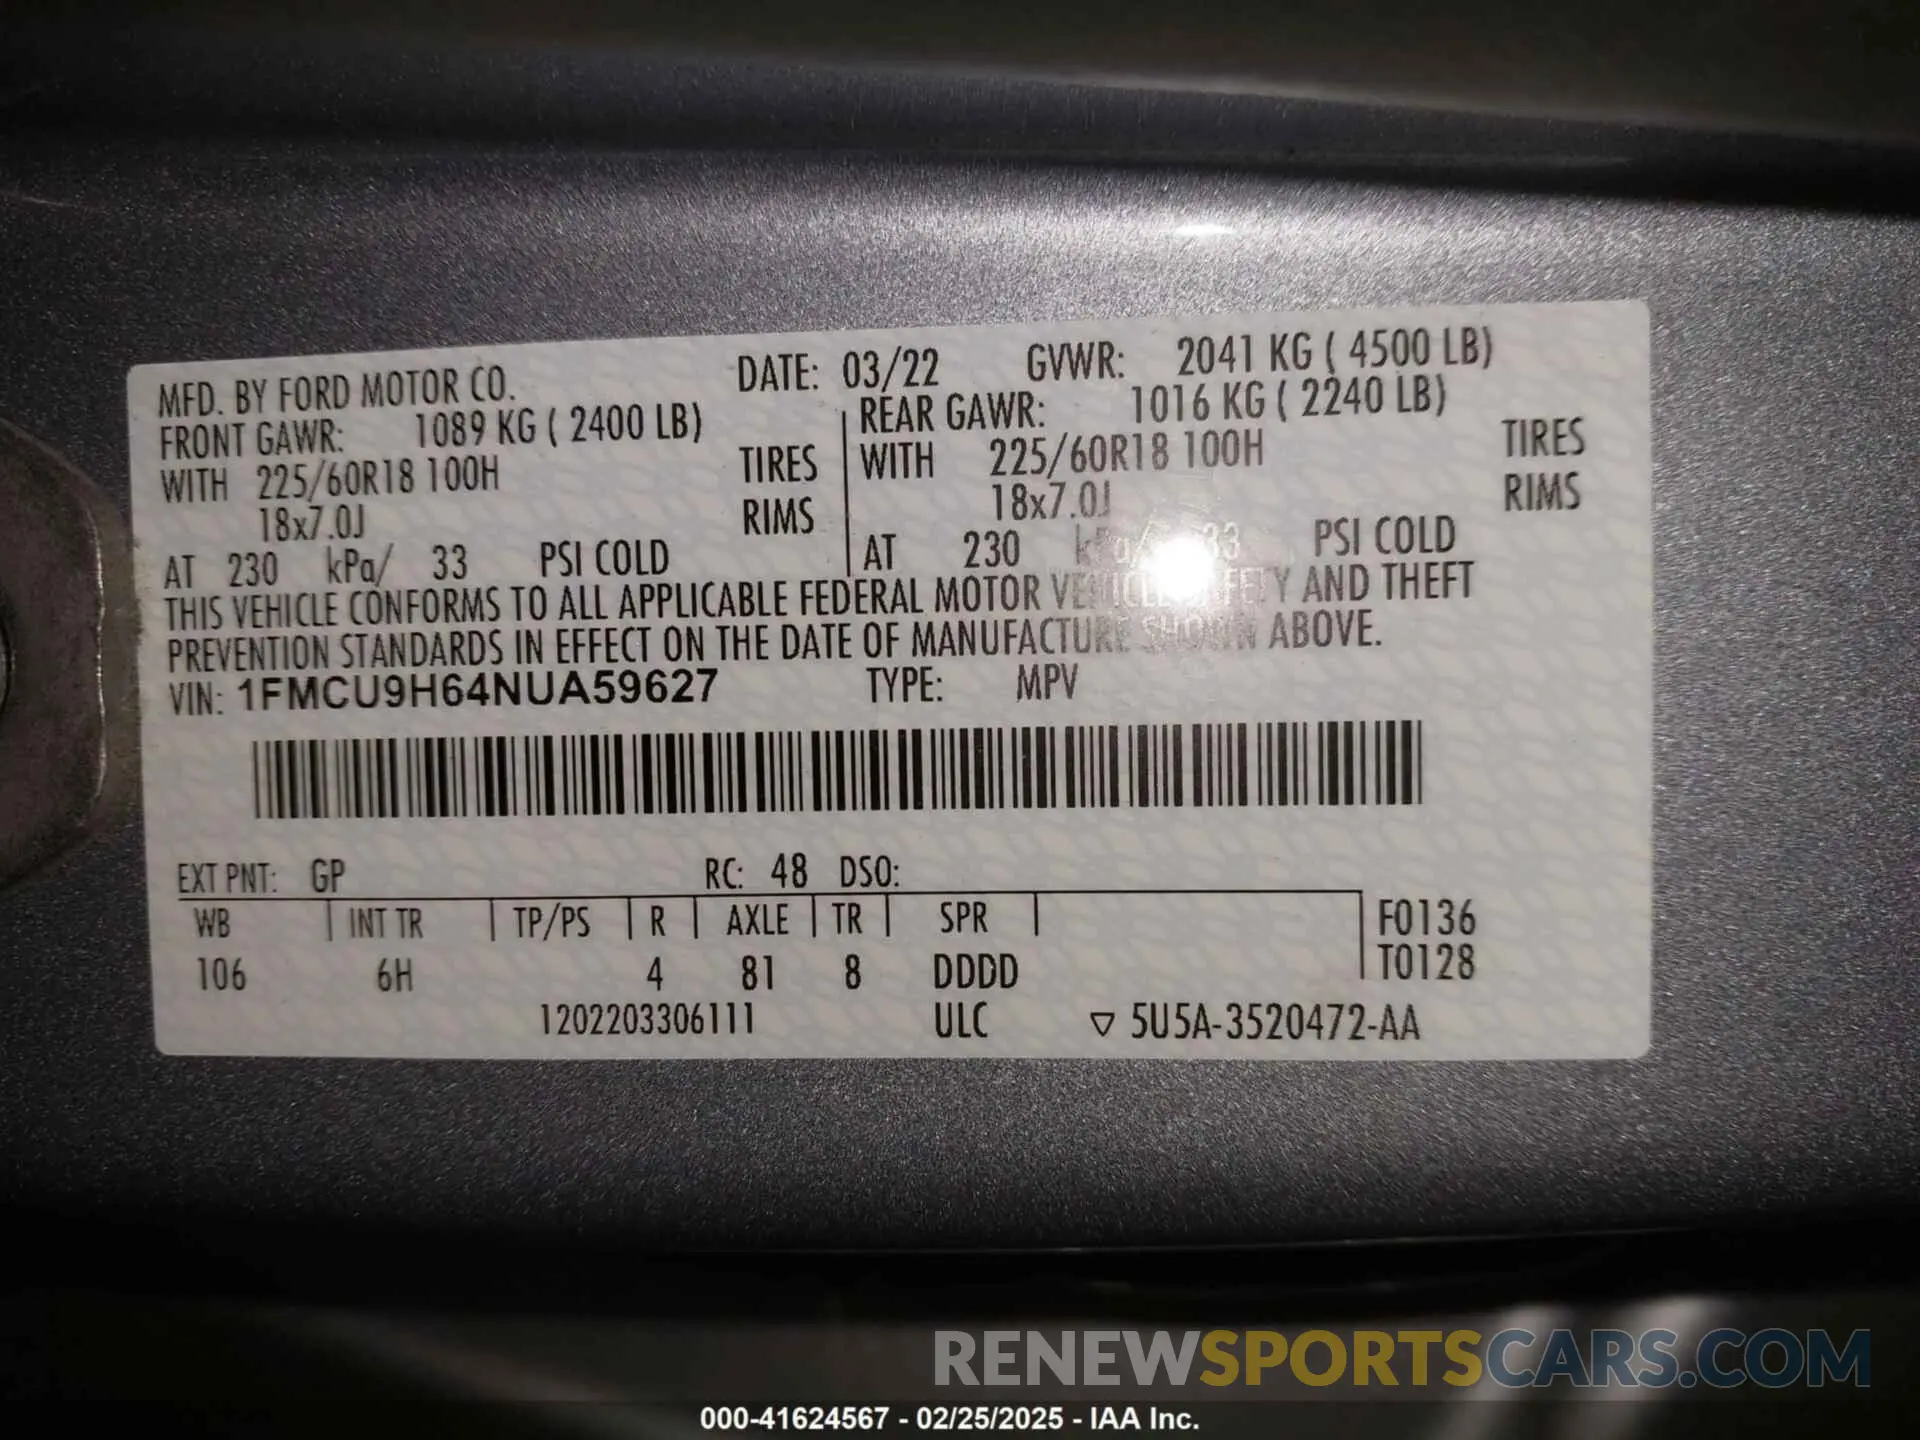 MFD. BY FORD MOTOR CO. DATE: 03/22 GVWR: 2041 KG ( 4500 LB)
FRONT GAWR: 1089 KG ( 2400 LB) REAR GAWR: 1016 KG ( 2240 LB)
WITH 225/60R18 100H TIRES WITH 225/60R18 100H TIRES
18x7.0J RIMS 18x7.0J RIMS
AT 230 kPa/ 33 PSI COLD AT 230 kPa/ 33 PSI COLD
THIS VEHICLE CONFORMS TO ALL APPLICABLE FEDERAL MOTOR VEHICLE SAFETY AND THEFT
PREVENTION STANDARDS IN EFFECT ON THE DATE OF MANUFACTURE SHOWN ABOVE.
VIN: 1FMCU9H64NUA59627 TYPE: MPV
EXT PNT: GP RC: 48 DSO:
WB INT TR TP/PS R AXLE TR SPR F0136
106 6H 4 81 8 DDDD T0128
1202203306111 ULC ▽ 5U5A-3520472-AA
RENEWSPORTSCARS.COM
000-41624567 - 02/25/2025 - IAA Inc.